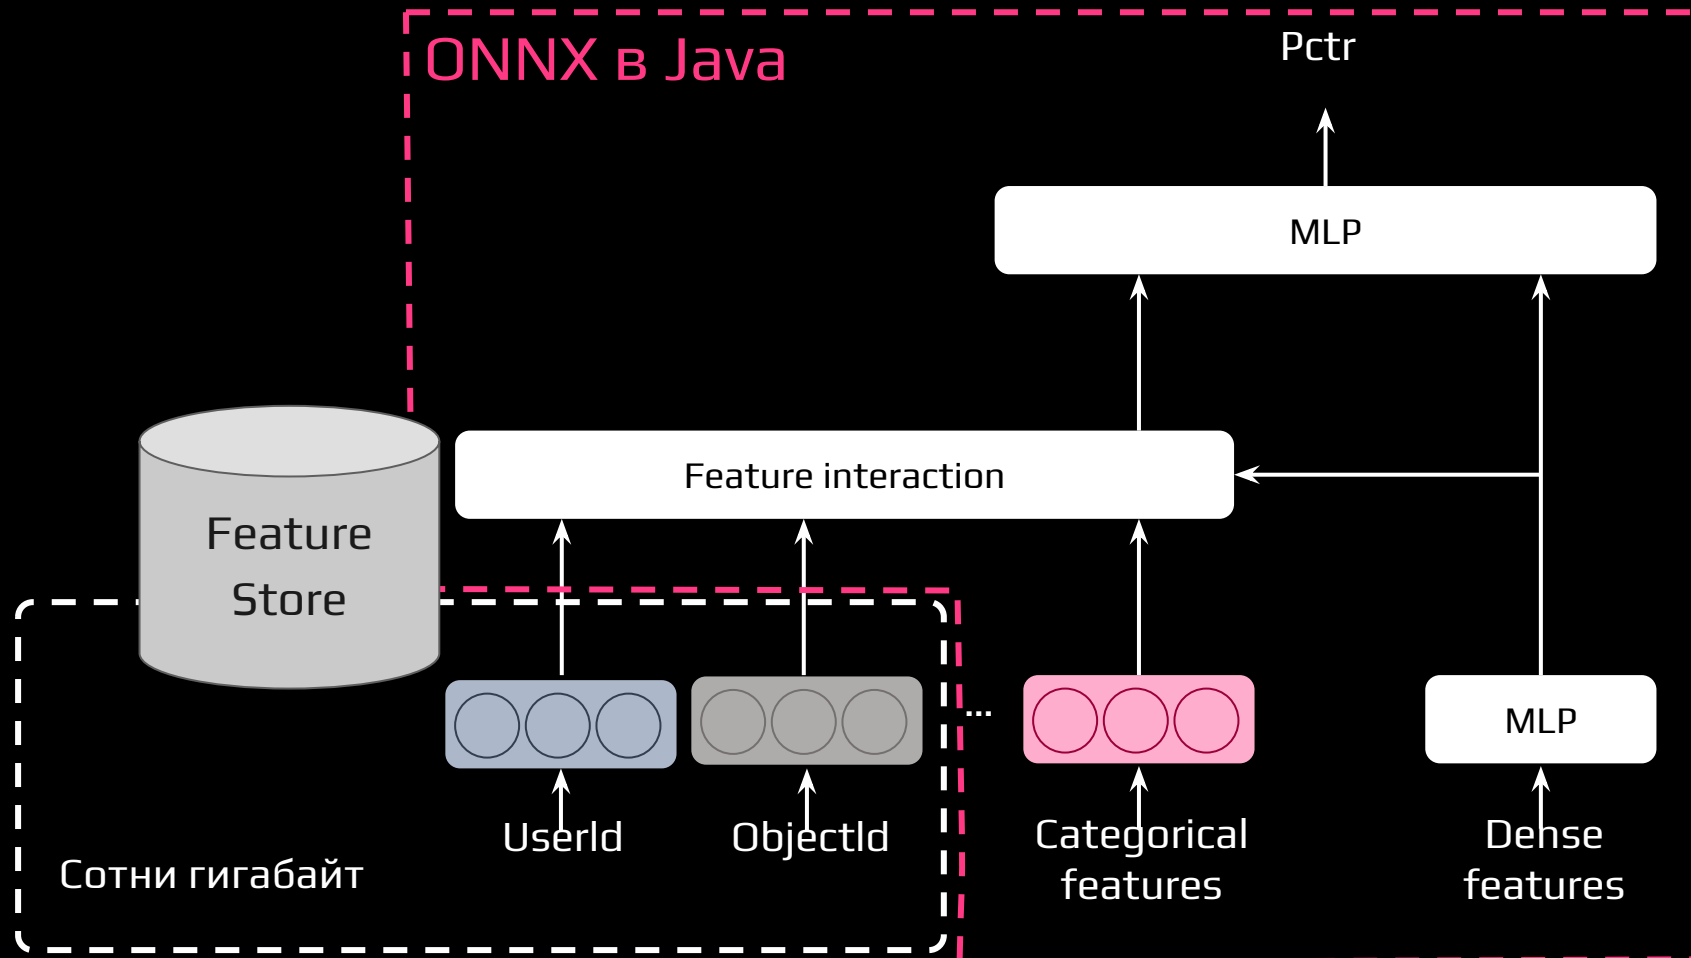 ONNX в Java
Pctr
MLP
Feature interaction
Feature
Store
...
MLP
UserId
ObjectId
Categorical
features
Dense
features
Сотни гигабайт